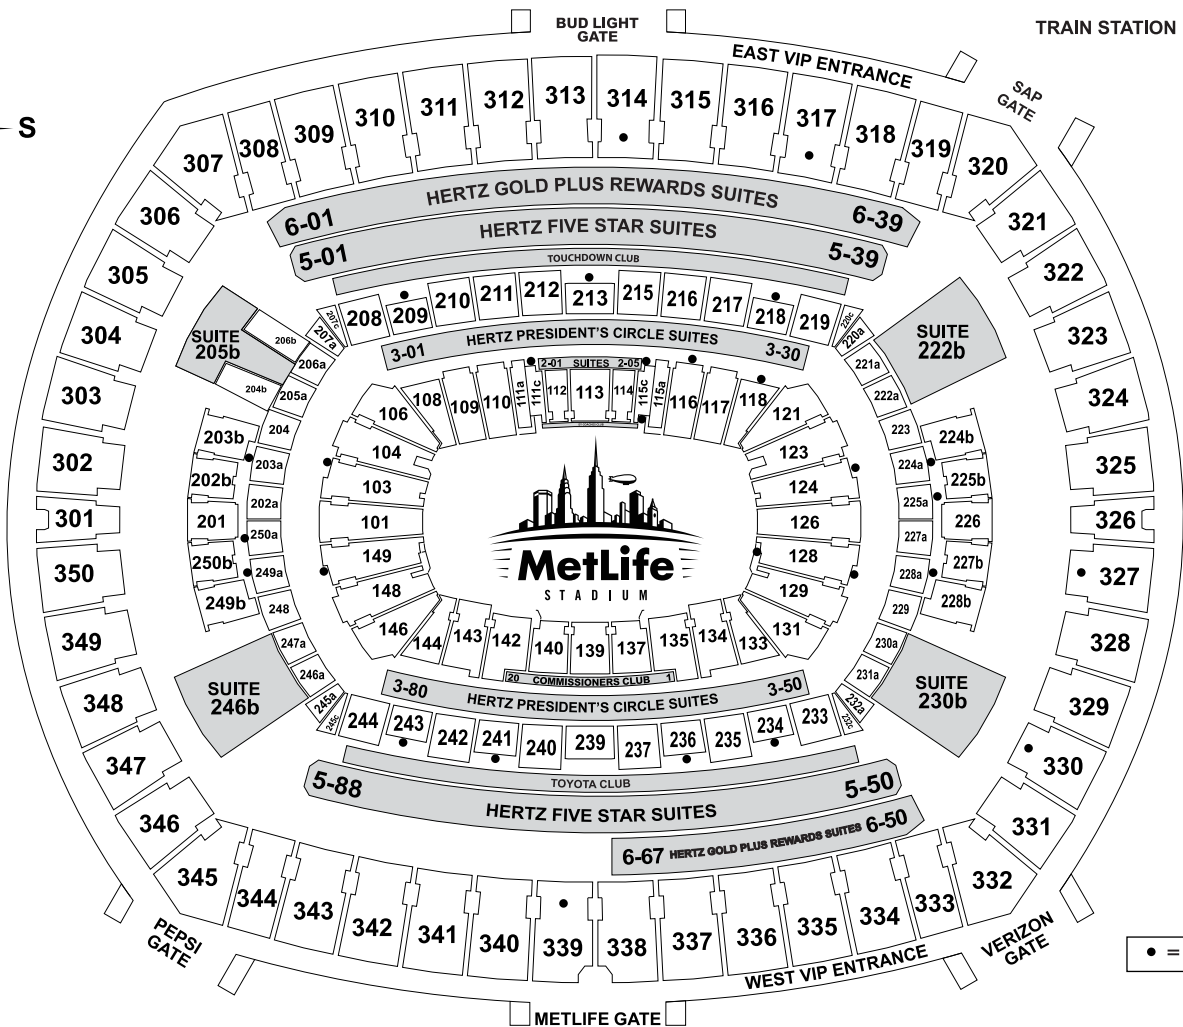 BUD LIGHT
GATE
TRAIN STATION
EAST VIP ENTRANCE
SAP
GATE
S
307
308
309
310
311
312
313
314
315
316
317
318
319
320
306
321
305
322
304
323
303
324
302
325
301
326
350
327
349
328
348
329
347
330
346
331
345
344
343
342
341
340
339
338
337
336
335
334
333
332
6-01
HERTZ GOLD PLUS REWARDS SUITES
6-39
5-01
HERTZ FIVE STAR SUITES
5-39
TOUCHDOWN CLUB
207c
207a
208
209
210
211
212
213
215
216
217
218
219
220c
220a
3-01
HERTZ PRESIDENT'S CIRCLE SUITES
3-30
SUITE
205b
206b
204b
206a
205a
SUITE
222b
221a
222a
2-01 SUITES 2-05
106
108
109
110
111a
111c
112
113
114
115c
115a
116
117
118
121
203b
204
203a
202b
202a
201
250a
250b
249a
249b
248
104
103
101
149
148
146
123
124
126
128
129
131
223
224b
224a
225b
225a
226
227a
227b
228a
228b
229
MetLife
STADIUM
144
143
142
140
139
137
135
134
133
20 COMMISSIONERS CLUB 1
SUITE
246b
247a
246a
245a
245c
230a
231a
232a
232c
SUITE
230b
3-80
HERTZ PRESIDENT'S CIRCLE SUITES
3-50
244
243
242
241
240
239
237
236
235
234
233
TOYOTA CLUB
5-88
HERTZ FIVE STAR SUITES
5-50
6-67 HERTZ GOLD PLUS REWARDS SUITES 6-50
PEPSI
GATE
WEST VIP ENTRANCE
VERIZON
GATE
METLIFE GATE
• =